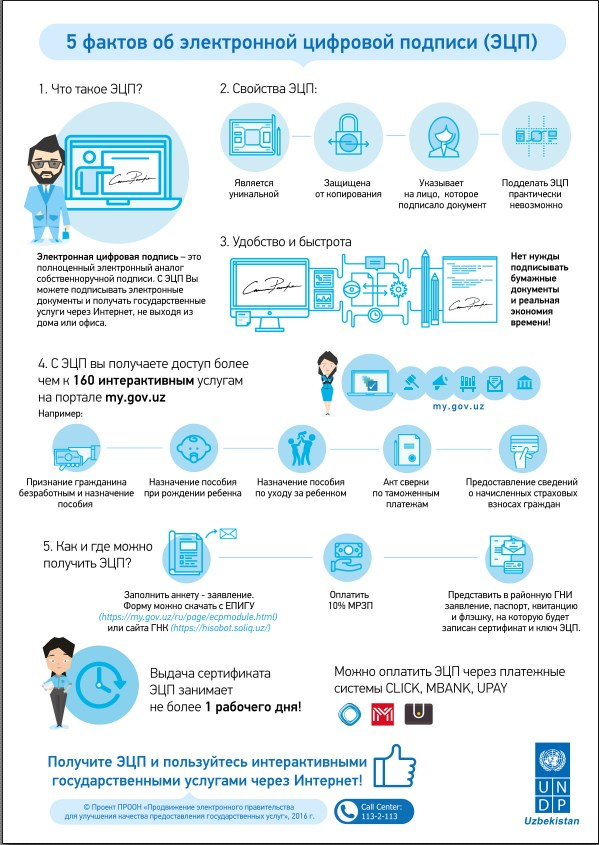 5 фактов об электронной цифровой подписи (ЭЦП)
1. Что такое ЭЦП?
Электронная цифровая подпись – это
полноценный электронный аналог
собственноручной подписи. С ЭЦП Вы
можете подписывать электронные
документы и получать государственные
услуги через Интернет, не выходя из
дома или офиса.
2. Свойства ЭЦП:
Является
уникальной
Защищена
от копирования
Указывает
на лицо, которое
подписало документ
Подделать ЭЦП
практически
невозможно
3. Удобство и быстрота
Нет нужды
подписывать
бумажные
документы
и реальная
экономия
времени!
4. С ЭЦП вы получаете доступ более
чем к 160 интерактивным услугам
на портале my.gov.uz
Например:
my.gov.uz
Признание гражданина
безработным и назначение
пособия
Назначение пособия
при рождении ребенка
Назначение пособия
по уходу за ребенком
Акт сверки
по таможенным
платежам
Предоставление сведений
о начисленных страховых
взносах граждан
5. Как и где можно
получить ЭЦП?
Заполнить анкету - заявление.
Форму можно скачать с ЕПИГУ
(https://my.gov.uz/ru/page/ecpmodule.html)
или сайта ГНК (https://hisobot.soliq.uz/)
Оплатить
10% МРЗП
Представить в районную ГНИ
заявление, паспорт, квитанцию
и флэшку, на которую будет
записан сертификат и ключ ЭЦП.
Выдача сертификата
ЭЦП занимает
не более 1 рабочего дня!
Можно оплатить ЭЦП через платежные
системы CLICK, MBANK, UPAY
Получите ЭЦП и пользуйтесь интерактивными
государственными услугами через Интернет!
© Проект ПРООН «Продвижение электронного правительства
для улучшения качества предоставления государственных услуг», 2016 г.
Call Center:
113-2-113
U N
D P
Uzbekistan